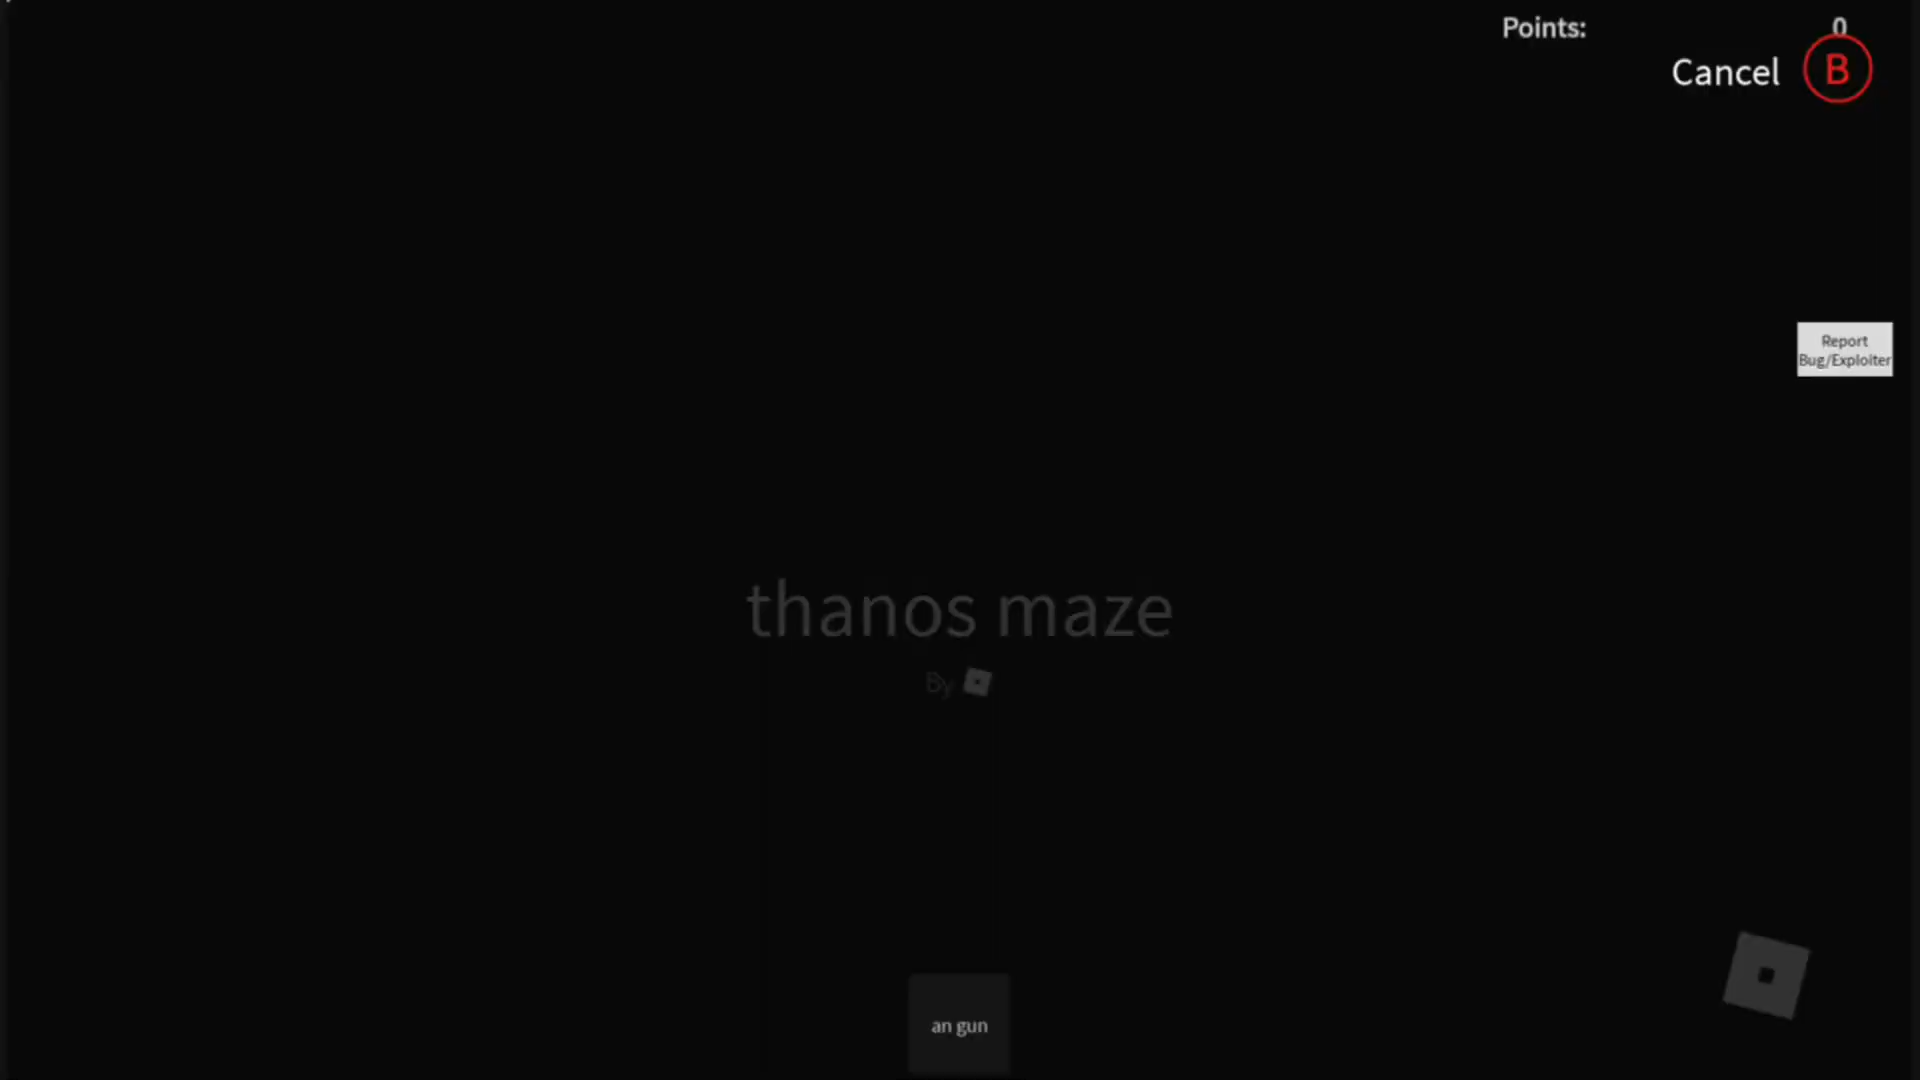 Points: 0
Cancel B
Report
Bug/Exploiter
thanos maze
By
an gun